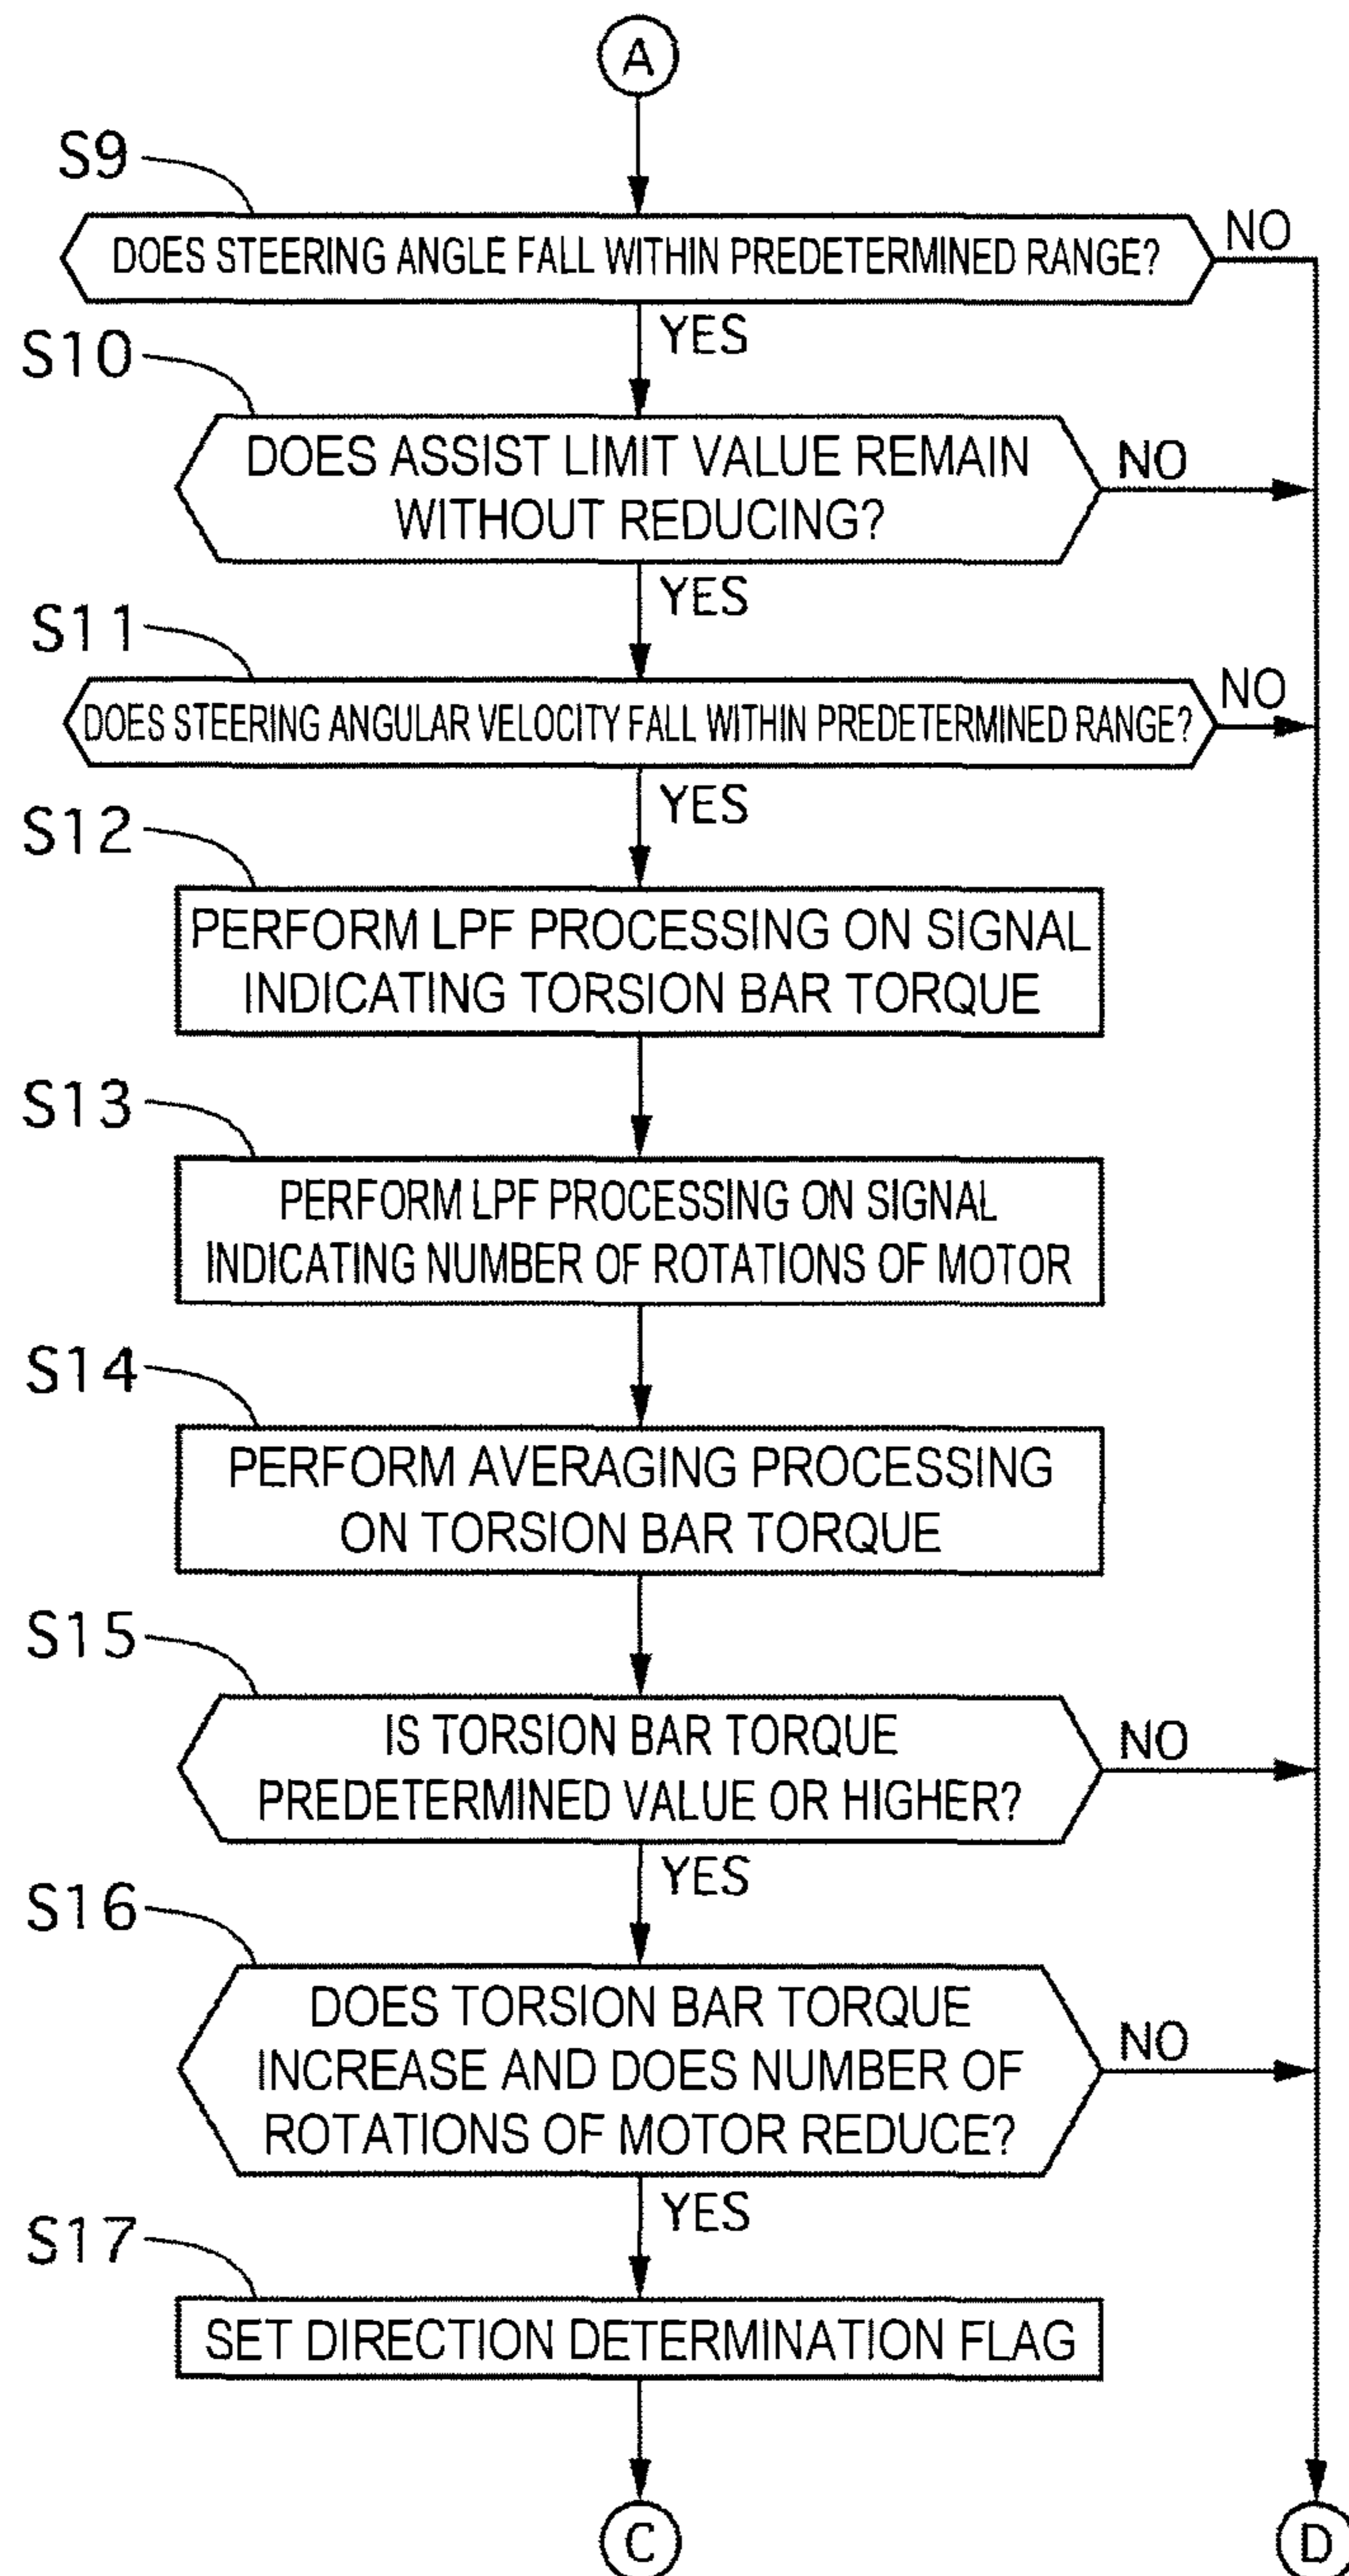 A
S9
DOES STEERING ANGLE FALL WITHIN PREDETERMINED RANGE?
NO
YES
S10
DOES ASSIST LIMIT VALUE REMAIN
WITHOUT REDUCING?
NO
YES
S11
DOES STEERING ANGULAR VELOCITY FALL WITHIN PREDETERMINED RANGE?
NO
YES
S12
PERFORM LPF PROCESSING ON SIGNAL
INDICATING TORSION BAR TORQUE
S13
PERFORM LPF PROCESSING ON SIGNAL
INDICATING NUMBER OF ROTATIONS OF MOTOR
S14
PERFORM AVERAGING PROCESSING
ON TORSION BAR TORQUE
S15
IS TORSION BAR TORQUE
PREDETERMINED VALUE OR HIGHER?
NO
YES
S16
DOES TORSION BAR TORQUE
INCREASE AND DOES NUMBER OF
ROTATIONS OF MOTOR REDUCE?
NO
YES
S17
SET DIRECTION DETERMINATION FLAG
C
D